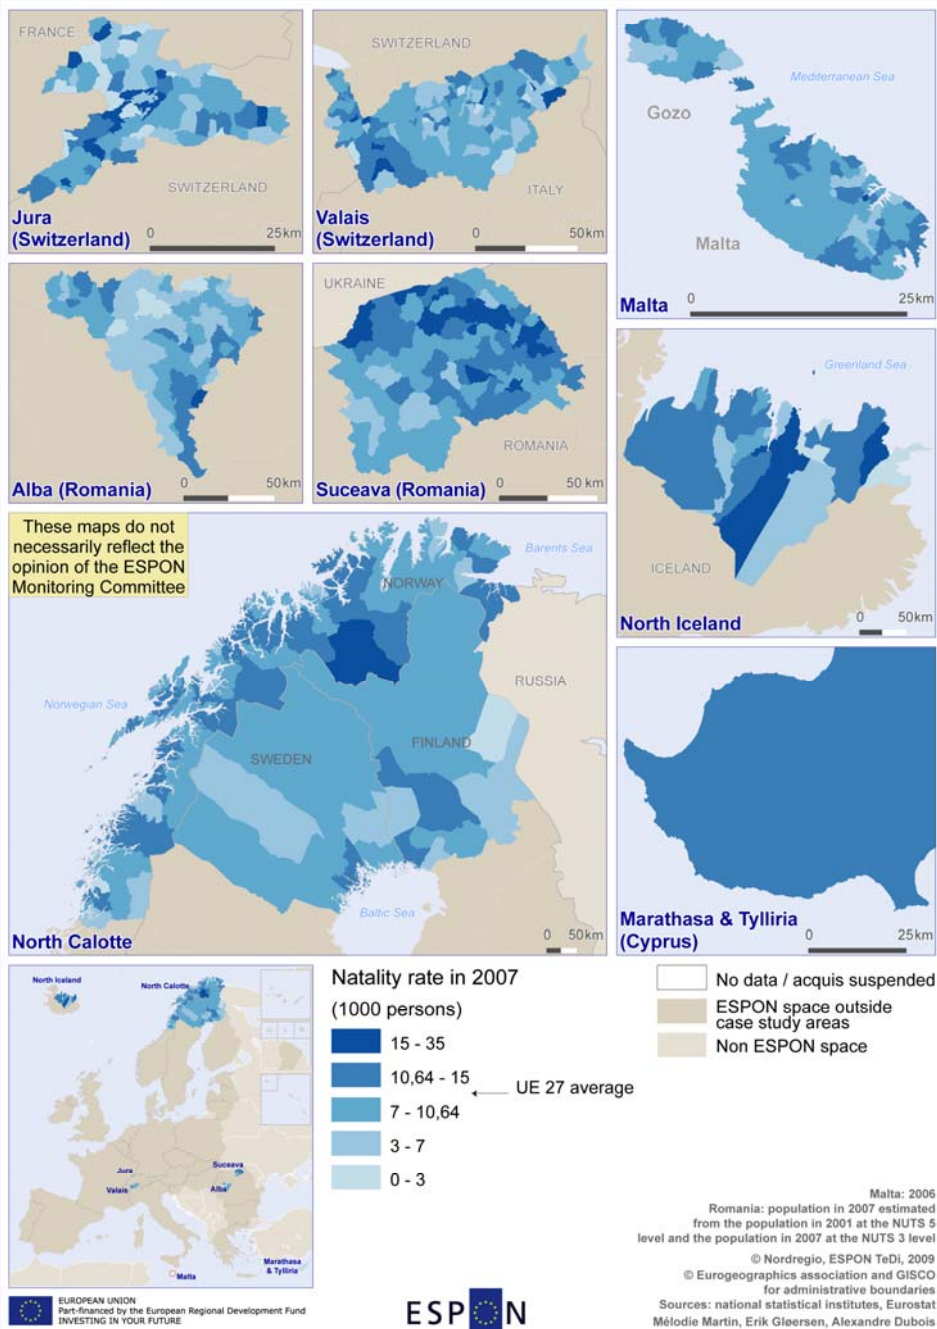 FRANCE
SWITZERLAND
Jura
(Switzerland)
0 25km
SWITZERLAND
ITALY
Valais
(Switzerland)
0 50km
Mediterranean Sea
Gozo
Malta
Malta
0 25km
Alba (Romania)
0 50km
UKRAINE
ROMANIA
Suceava (Romania)
0 50km
Greenland Sea
ICELAND
North Iceland
0 50km
These maps do not
necessarily reflect the
opinion of the ESPON
Monitoring Committee
Barents Sea
NORWAY
RUSSIA
Norwegian Sea
SWEDEN
FINLAND
Baltic Sea
North Calotte
0 50km
Marathasa & Tylliria
(Cyprus)
0 25km
North Iceland
North Calotte
Jura
Suceava
Valais
Alba
Marathasa
& Tylliria
Malta
Natality rate in 2007
(1000 persons)
15 - 35
10,64 - 15
UE 27 average
7 - 10,64
3 - 7
0 - 3
No data / acquis suspended
ESPON space outside
case study areas
Non ESPON space
Malta: 2006
Romania: population in 2007 estimated
from the population in 2001 at the NUTS 5
level and the population in 2007 at the NUTS 3 level
© Nordregio, ESPON TeDi, 2009
© Eurogeographics association and GISCO
for administrative boundaries
Sources: national statistical institutes, Eurostat
Mélodie Martin, Erik Gløersen, Alexandre Dubois
EUROPEAN UNION
Part-financed by the European Regional Development Fund
INVESTING IN YOUR FUTURE
ESPON